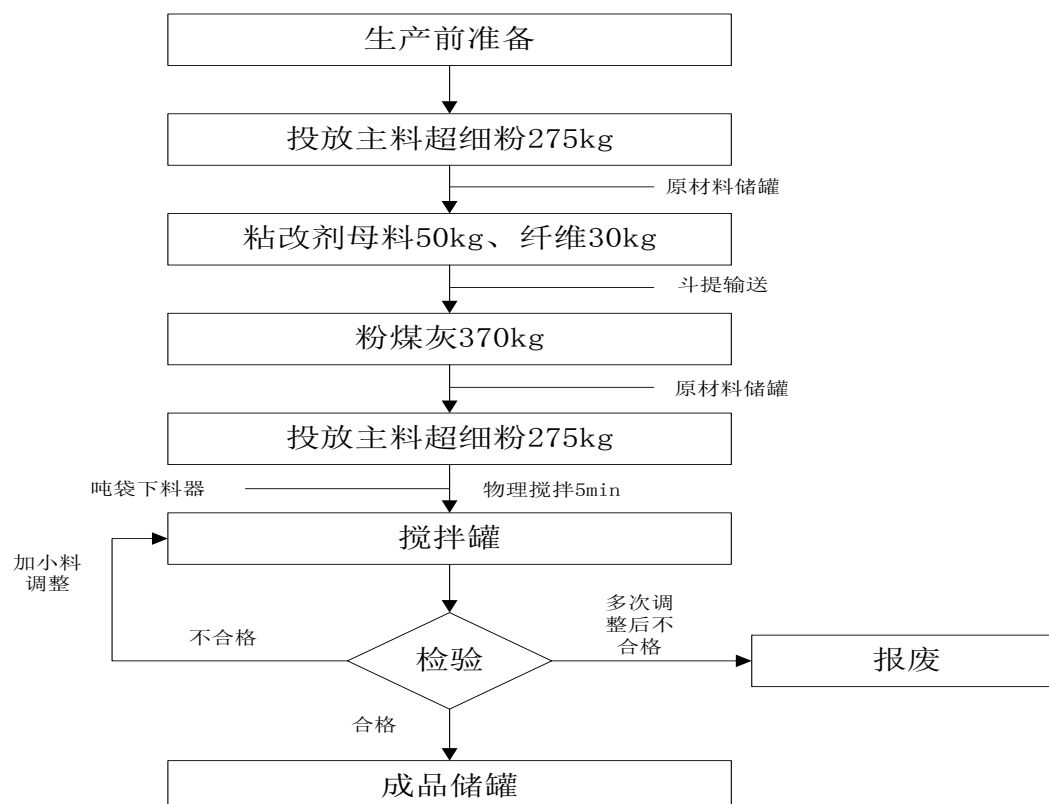 生产前准备
投放主料超细粉275kg
原材料储罐
粘改剂母料50kg、纤维30kg
斗提输送
粉煤灰370kg
原材料储罐
投放主料超细粉275kg
吨袋下料器
物理搅拌5min
搅拌罐
加小料
调整
多次调
整后不
合格
不合格
检验
报废
合格
成品储罐